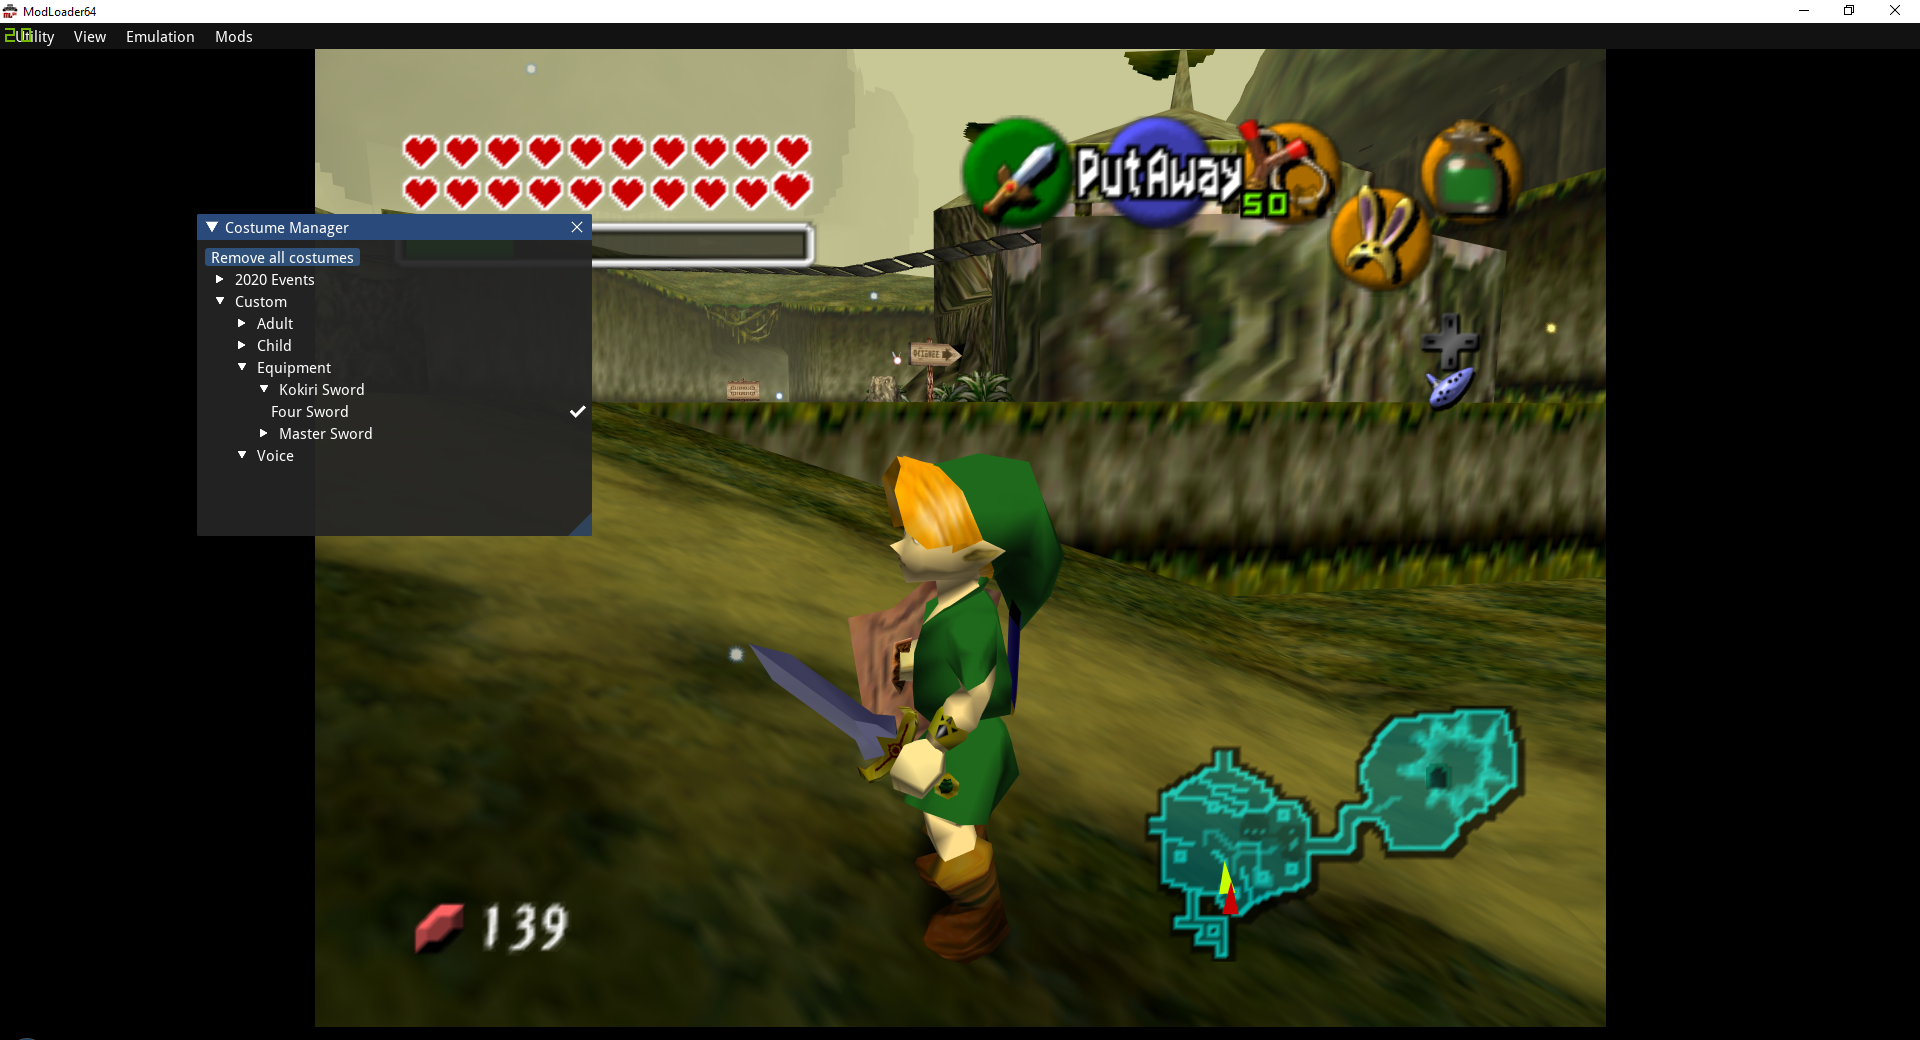 ModLoader64
20
Utility View Emulation Mods
Put Away
50
Costume Manager
Remove all costumes
2020 Events
Custom
Adult
Child
Equipment
Kokiri Sword
Four Sword
Master Sword
Voice
139